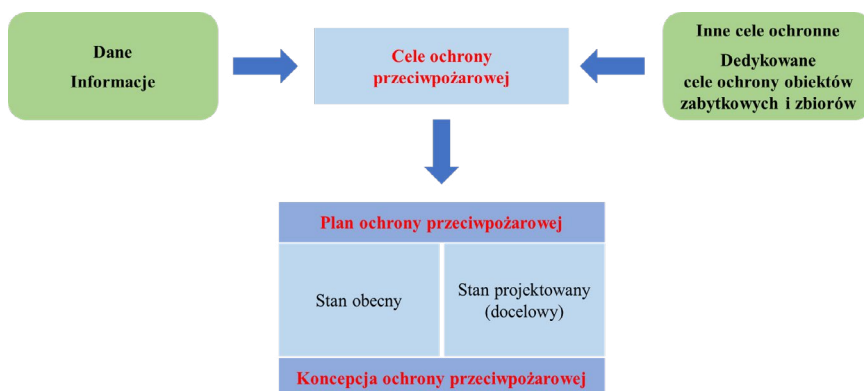 Dane
Informacje
Cele ochrony
przeciwpożarowej
Inne cele ochronne
Dedykowane
cele ochrony obiektów
zabytkowych i zbiorów
Plan ochrony przeciwpożarowej
Stan obecny
Stan projektowany
(docelowy)
Koncepcja ochrony przeciwpożarowej